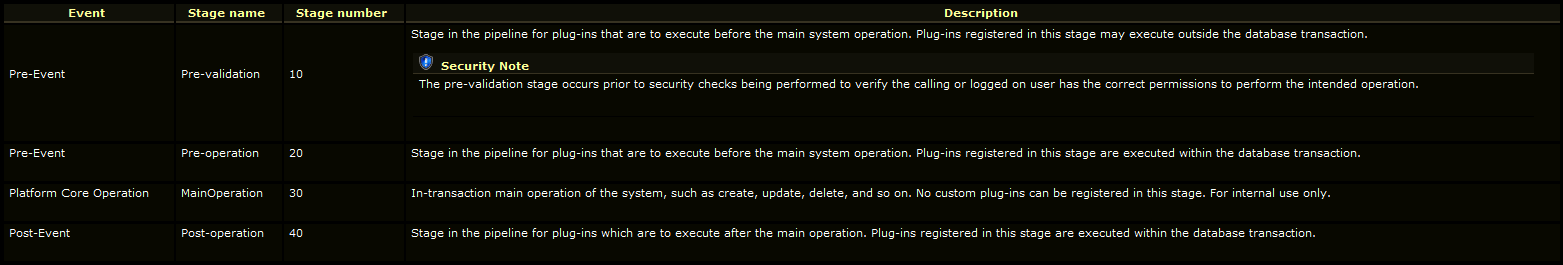 Event Stage name Stage number Description
Stage in the pipeline for plug-ins that are to execute before the main system operation. Plug-ins registered in this stage may execute outside the database transaction.
Security Note
Pre-Event Pre-validation 10
The pre-validation stage occurs prior to security checks being performed to verify the calling or logged on user has the correct permissions to perform the intended operation.
Pre-Event Pre-operation 20 Stage in the pipeline for plug-ins that are to execute before the main system operation. Plug-ins registered in this stage are executed within the database transaction.
Platform Core Operation MainOperation 30 In-transaction main operation of the system, such as create, update, delete, and so on. No custom plug-ins can be registered in this stage. For internal use only.
Post-Event Post-operation 40 Stage in the pipeline for plug-ins which are to execute after the main operation. Plug-ins registered in this stage are executed within the database transaction.